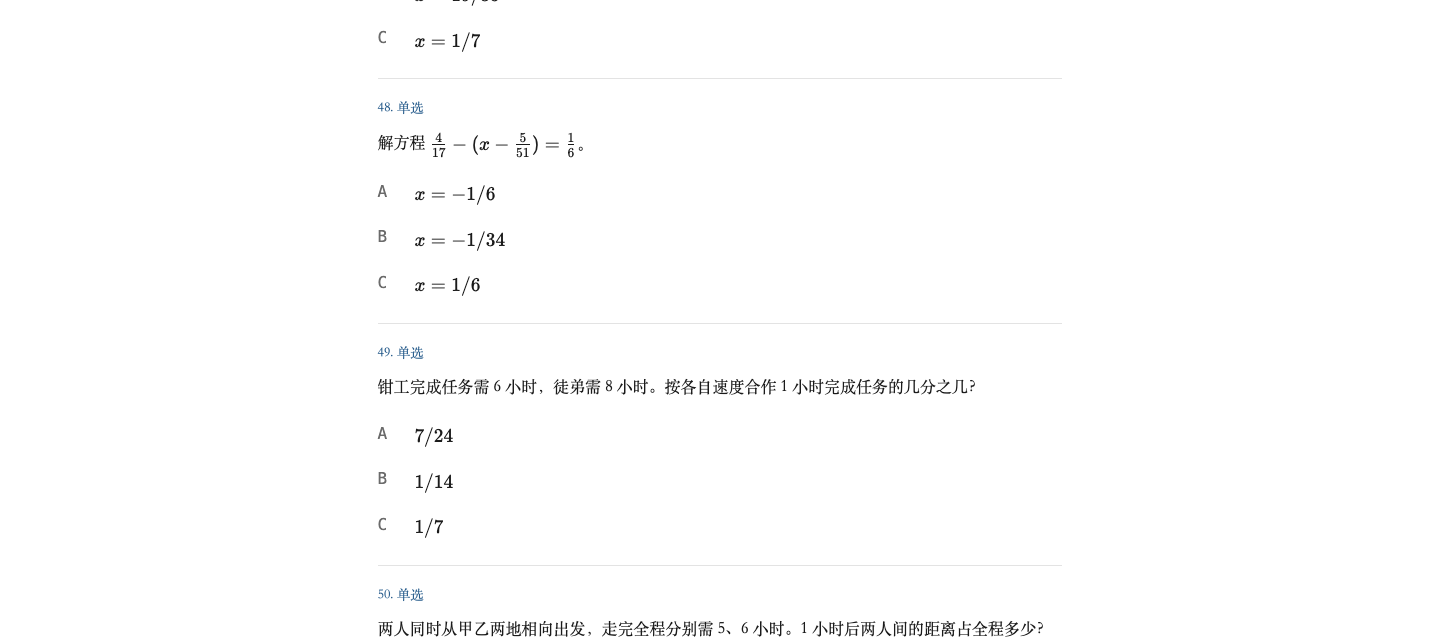 C x = 1/7
48. 单选
解方程 4/17 − (x − 5/51) = 1/6。
A x = −1/6
B x = −1/34
C x = 1/6
49. 单选
钳工完成任务需 6 小时，徒弟需 8 小时。按各自速度合作 1 小时完成任务的几分之几?
A 7/24
B 1/14
C 1/7
50. 单选
两人同时从甲乙两地相向出发，走完全程分别需 5、6 小时。1 小时后两人间的距离占全程多少?